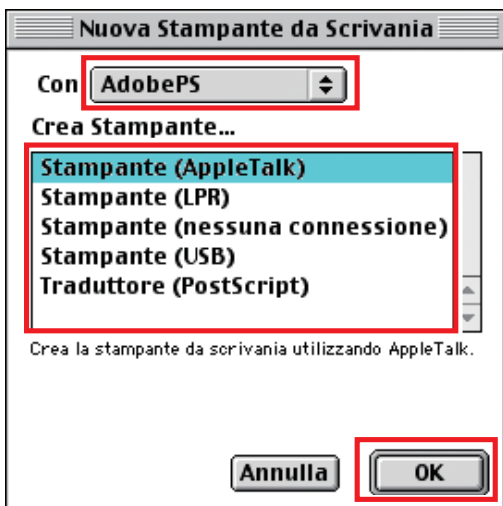 Nuova Stampante da Scrivania
Con AdobePS
Crea Stampante...
Stampante (AppleTalk)
Stampante (LPR)
Stampante (nessuna connessione)
Stampante (USB)
Traduttore (PostScript)
Crea la stampante da scrivania utilizzando AppleTalk.
Annulla OK